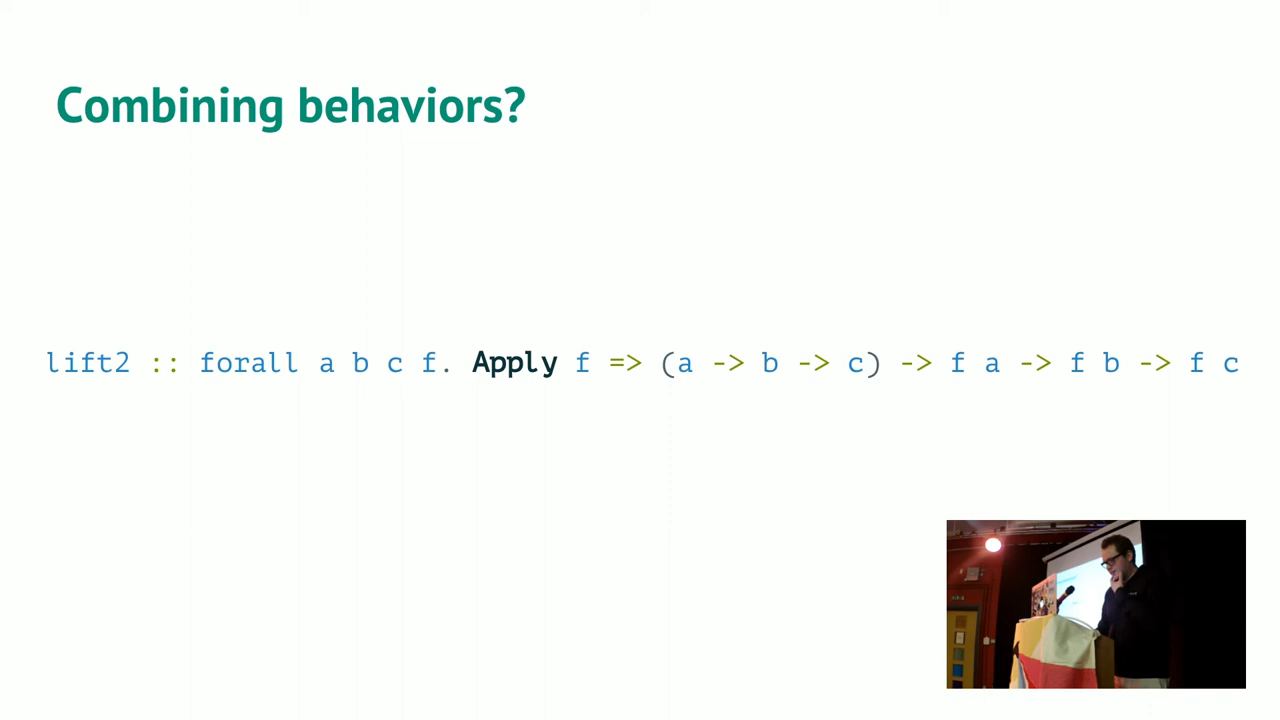 Combining behaviors?
lift2 :: forall a b c f. Apply f => (a -> b -> c) -> f a -> f b -> f c